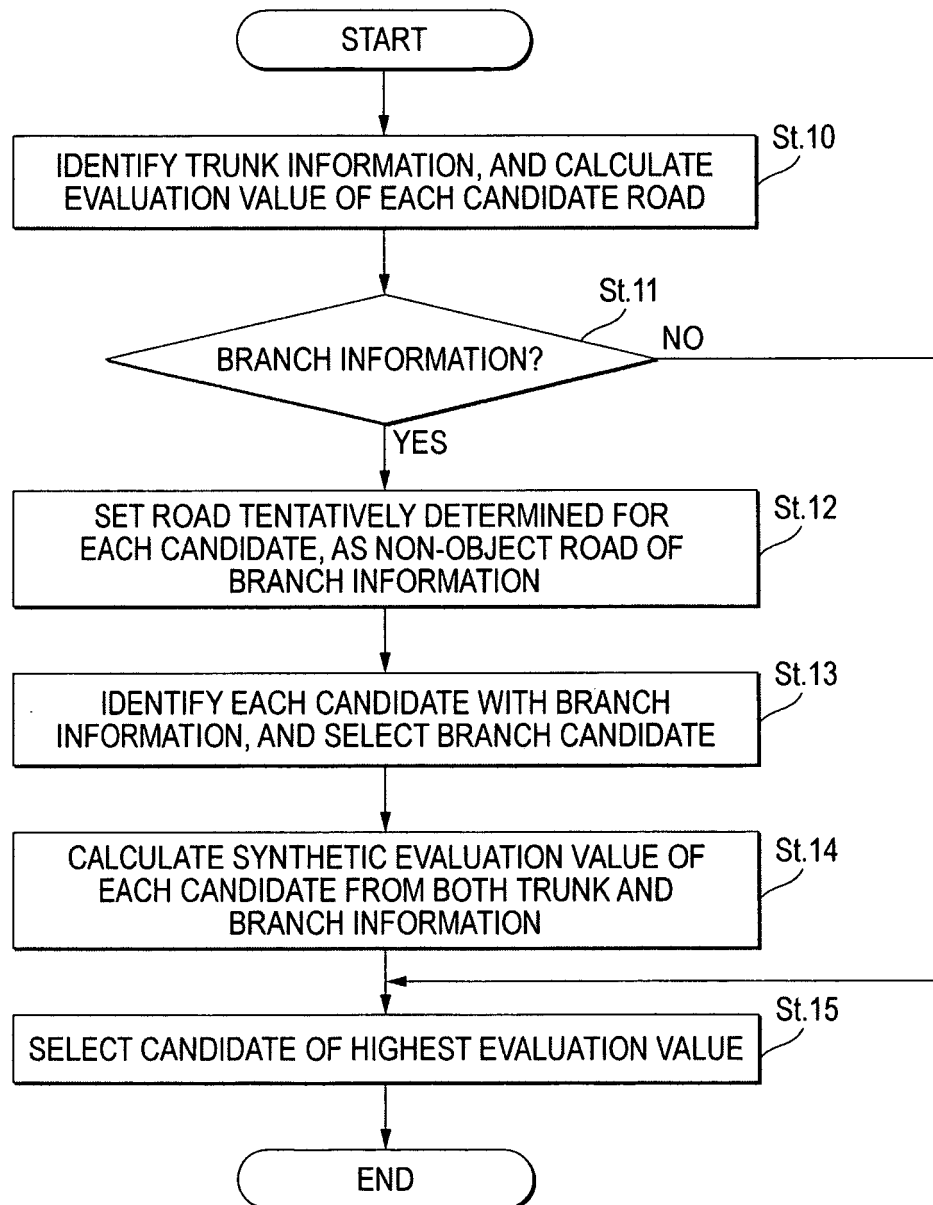 START
St.10
IDENTIFY TRUNK INFORMATION, AND CALCULATE
EVALUATION VALUE OF EACH CANDIDATE ROAD
St.11
BRANCH INFORMATION?
NO
YES
St.12
SET ROAD TENTATIVELY DETERMINED FOR
EACH CANDIDATE, AS NON-OBJECT ROAD OF
BRANCH INFORMATION
St.13
IDENTIFY EACH CANDIDATE WITH BRANCH
INFORMATION, AND SELECT BRANCH CANDIDATE
St.14
CALCULATE SYNTHETIC EVALUATION VALUE OF
EACH CANDIDATE FROM BOTH TRUNK AND
BRANCH INFORMATION
St.15
SELECT CANDIDATE OF HIGHEST EVALUATION VALUE
END